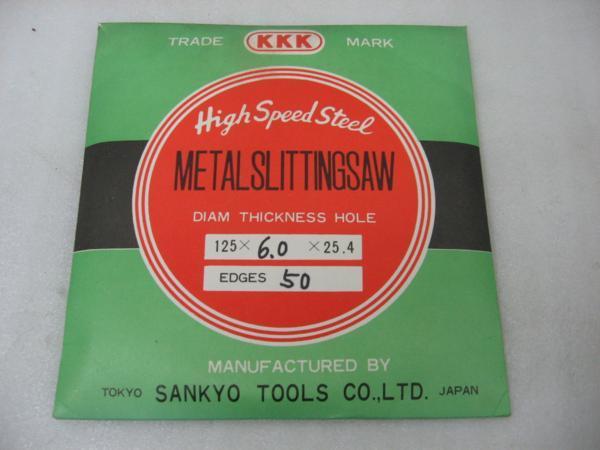 TRADE KKK MARK
High Speed Steel
METALSLITTINGSAW
DIAM THICKNESS HOLE
125× 6.0 ×25.4
EDGES 50
MANUFACTURED BY
TOKYO SANKYO TOOLS CO.,LTD. JAPAN